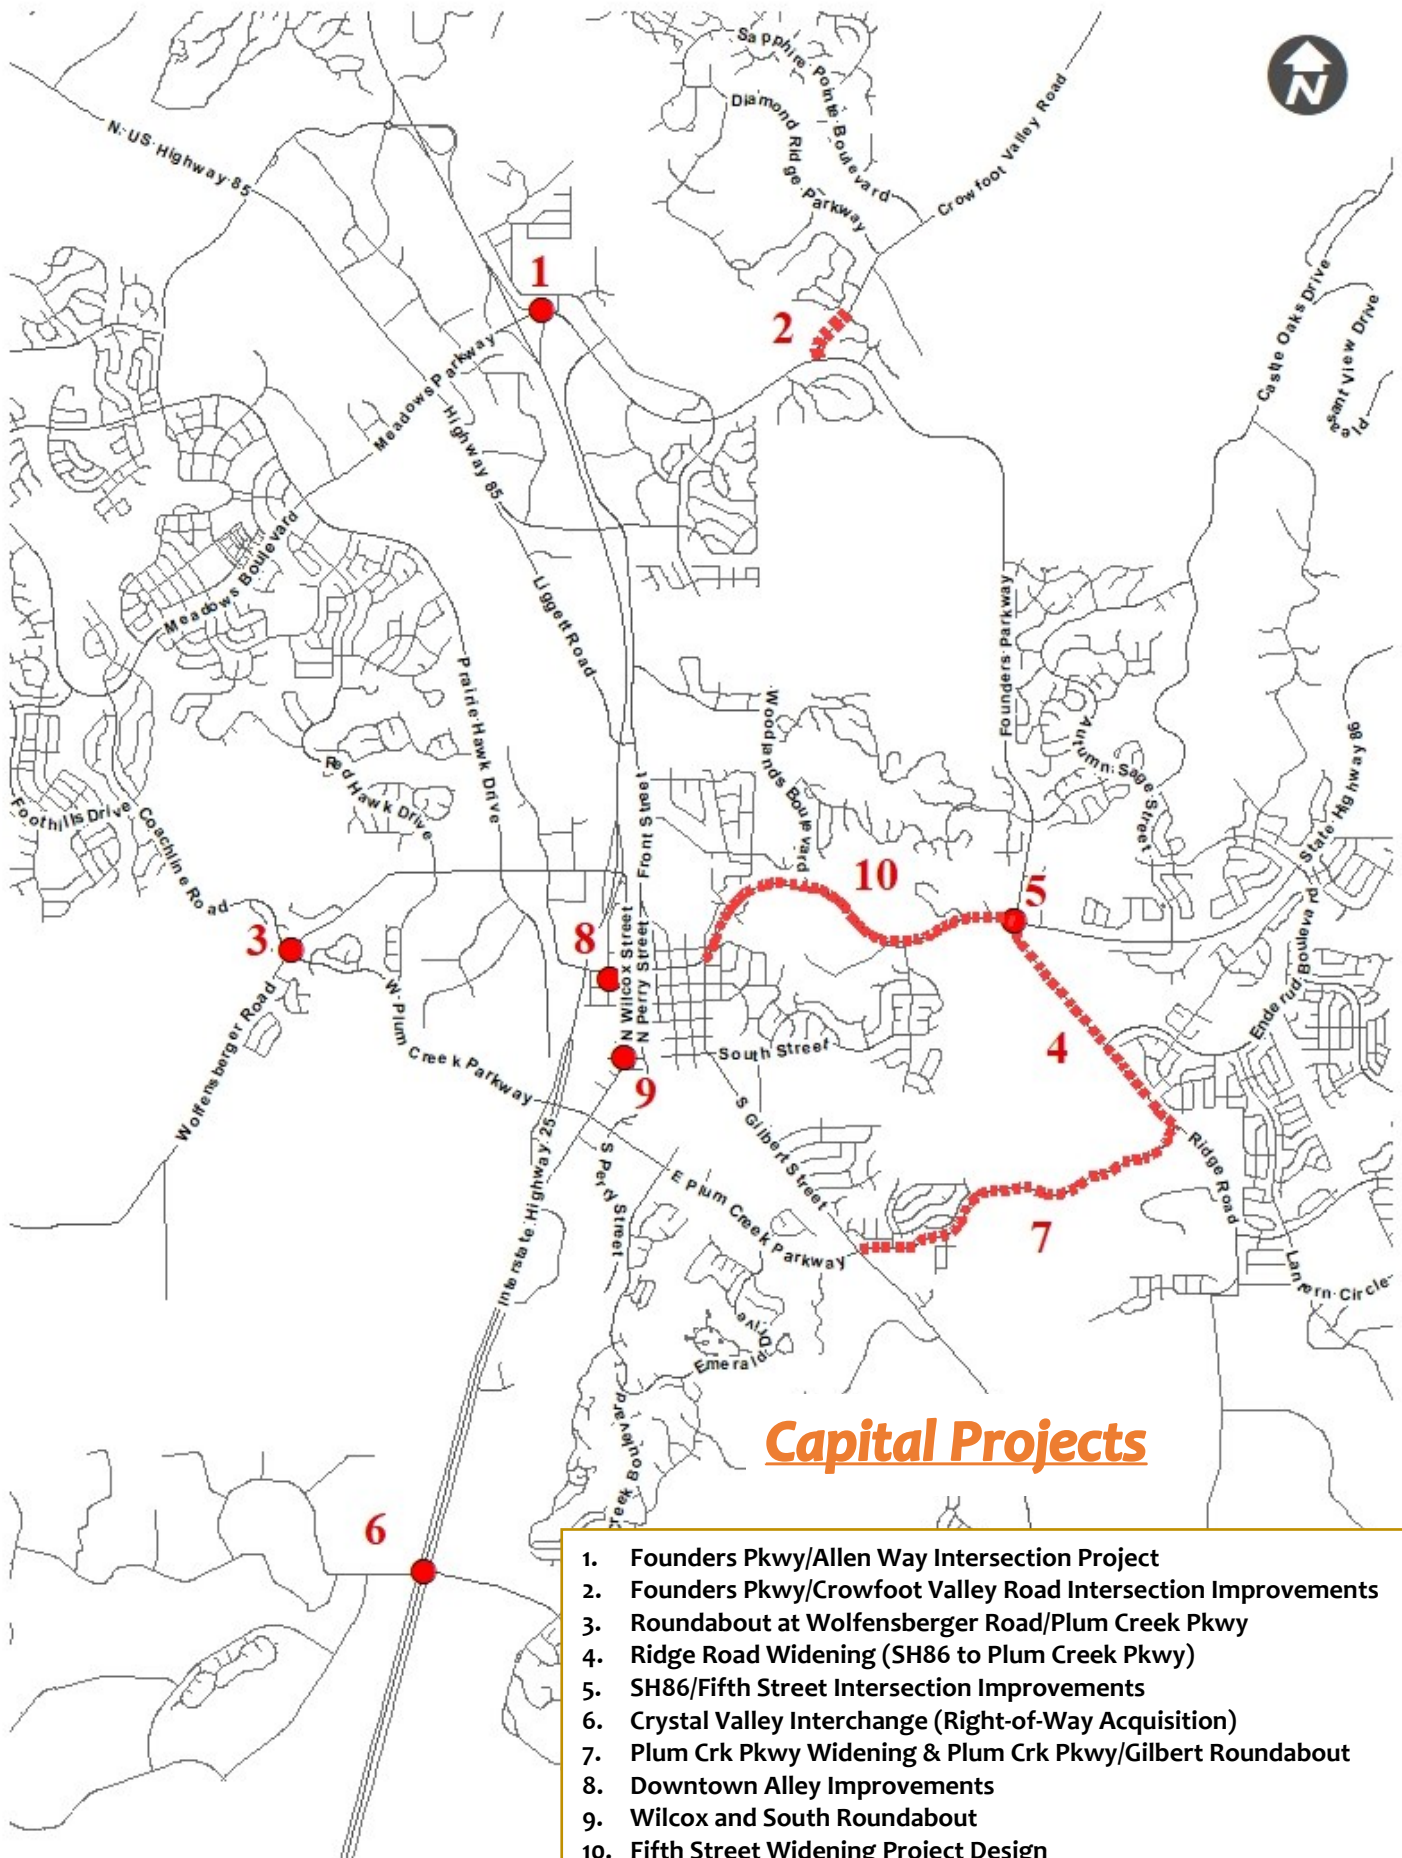 Sapphire Pointe Boulevard
Diamond Ridge Parkway
Crowfoot Valley Road
N
N US Highway 85
1
2
Meadows Parkway
Highway 85
Castle Oaks Drive
Pleasant View Drive
Meadows Boulevard
Liggett Road
Founders Parkway
Prairie Hawk Drive
Woodlands Boulevard
Autumn Sage Street
State Highway 86
Red Hawk Drive
Foothills Drive
Coachline Road
Front Street
10
5
3
8
N Wilcox Street
N Perry Street
Enderud Boulevard
W Plum Creek Parkway
Wolfensberger Road
South Street
4
9
S Gilbert Street
Interstate Highway 25
S Perry Street
E Plum Creek Parkway
Ridge Road
7
Lantern Circle
Emerald Drive
Creek Boulevard
Capital Projects
6
1. Founders Pkwy/Allen Way Intersection Project
2. Founders Pkwy/Crowfoot Valley Road Intersection Improvements
3. Roundabout at Wolfensberger Road/Plum Creek Pkwy
4. Ridge Road Widening (SH86 to Plum Creek Pkwy)
5. SH86/Fifth Street Intersection Improvements
6. Crystal Valley Interchange (Right-of-Way Acquisition)
7. Plum Crk Pkwy Widening & Plum Crk Pkwy/Gilbert Roundabout
8. Downtown Alley Improvements
9. Wilcox and South Roundabout
10. Fifth Street Widening Project Design